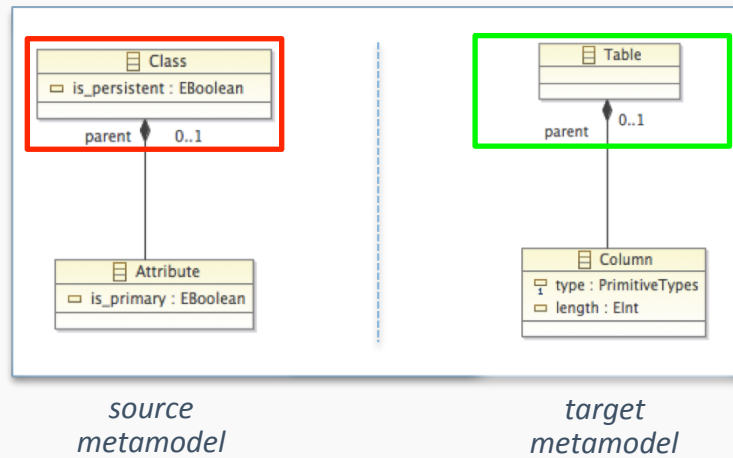 Class
is_persistent : EBoolean
parent 0..1
Attribute
is_primary : EBoolean
Table
parent 0..1
Column
1 type : PrimitiveTypes
length : EInt
source
metamodel
target
metamodel